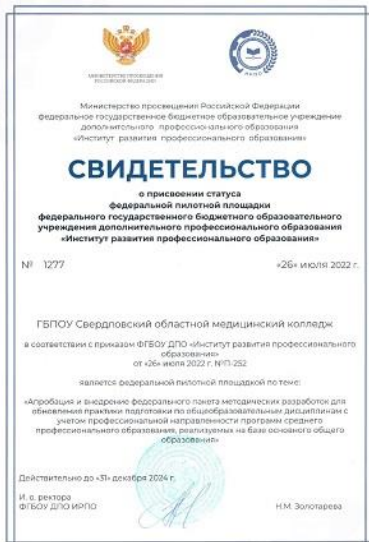 МИНИСТЕРСТВО ПРОСВЕЩЕНИЯ
РОССИЙСКОЙ ФЕДЕРАЦИИ
Министерство просвещения Российской Федерации
федеральное государственное бюджетное образовательное учреждение
дополнительного профессионального образования
«Институт развития профессионального образования»
СВИДЕТЕЛЬСТВО
о присвоении статуса
федеральной пилотной площадки
федерального государственного бюджетного образовательного
учреждения дополнительного профессионального образования
«Институт развития профессионального образования»
№ 1277 «26» июля 2022 г.
ГБПОУ Свердловский областной медицинский колледж
в соответствии с приказом ФГБОУ ДПО «Институт развития профессионального
образования»
от «26» июля 2022 г. №П-252
является федеральной пилотной площадкой по теме:
«Апробация и внедрение федерального пакета методических разработок для
обновления практики подготовки по общеобразовательным дисциплинам с
учетом профессиональной направленности программ среднего
профессионального образования, реализуемых на базе основного общего
образования»
Действительно до «31» декабря 2024 г.
И. о. ректора
ФГБОУ ДПО ИРПО Н.М. Золотарева